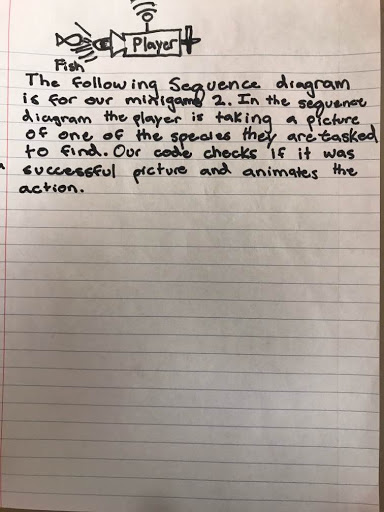 Player
Fish
The following Sequence diagram
is for our minigame 2. In the sequence
diagram the player is taking a picture
of one of the species they are tasked
to find. Our code checks if it was
successful picture and animates the
action.